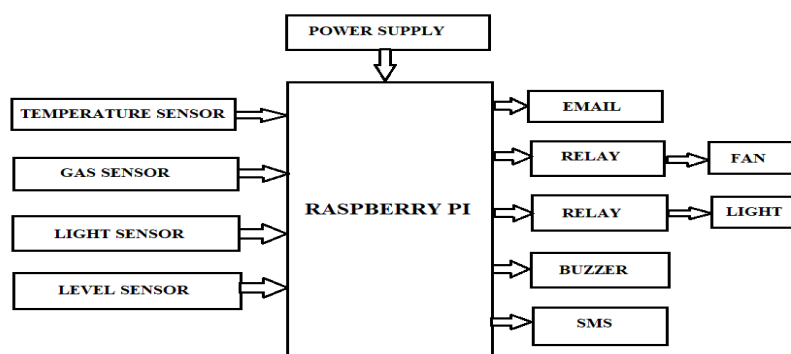 POWER SUPPLY
TEMPERATURE SENSOR
GAS SENSOR
LIGHT SENSOR
LEVEL SENSOR
RASPBERRY PI
EMAIL
RELAY
FAN
RELAY
LIGHT
BUZZER
SMS